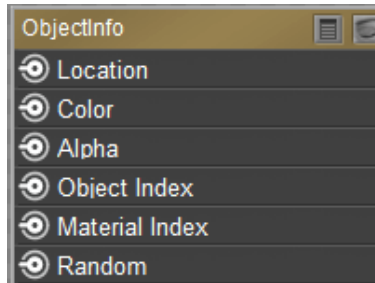 ObjectInfo
Location
Color
Alpha
Object Index
Material Index
Random